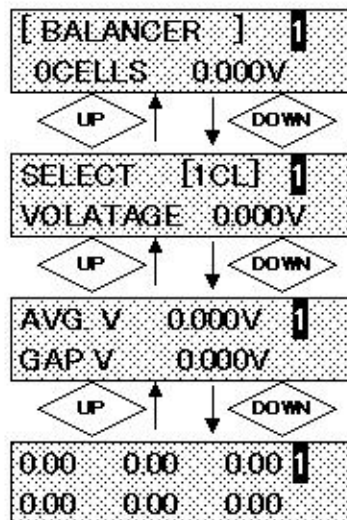 [ BALANCER ] 1
0CELLS 0.000V
UP DOWN
SELECT [1CL] 1
VOLATAGE 0.000V
UP DOWN
AVG. V 0.000V 1
GAP V 0.000V
UP DOWN
0.00 0.00 0.00 1
0.00 0.00 0.00